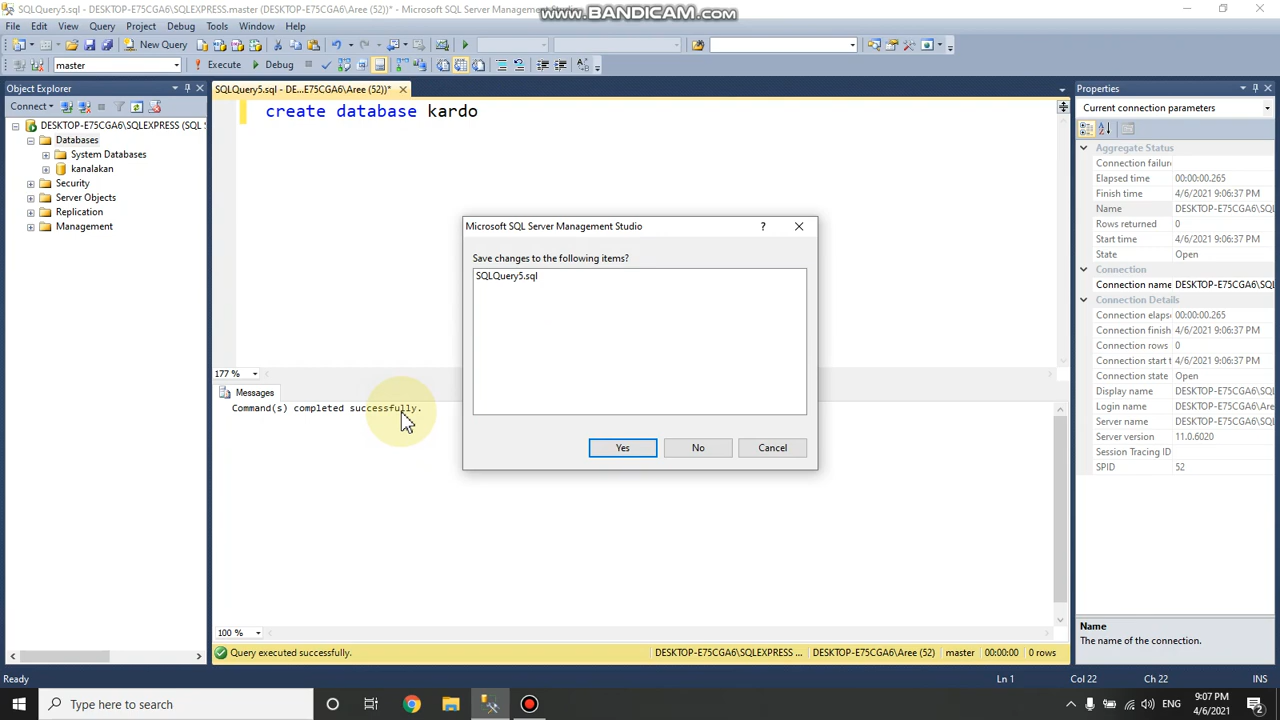 SQLQuery5.sql - DESKTOP-E75CGA6\SQLEXPRESS.master (DESKTOP-E75CGA6\Aree (52))* - Microsoft SQL Server Management Studio
www.BANDICAM.com
File Edit View Query Project Debug Tools Window Help
New Query
master Execute Debug
Object Explorer
Connect
DESKTOP-E75CGA6\SQLEXPRESS (SQL S
Databases
System Databases
kanalakan
Security
Server Objects
Replication
Management
SQLQuery5.sql - DE...E75CGA6\Aree (52))*
create database kardo
177 %
Messages
Command(s) completed successfully.
100 %
Query executed successfully. DESKTOP-E75CGA6\SQLEXPRESS ... DESKTOP-E75CGA6\Aree (52) master 00:00:00 0 rows
Microsoft SQL Server Management Studio ?
Save changes to the following items?
SQLQuery5.sql
Yes No Cancel
Properties
Current connection parameters
Aggregate Status
Connection failure
Elapsed time 00:00:00.265
Finish time 4/6/2021 9:06:37 PM
Name DESKTOP-E75CGA6\SQL
Rows returned 0
Start time 4/6/2021 9:06:37 PM
State Open
Connection
Connection name DESKTOP-E75CGA6\SQL
Connection Details
Connection elaps 00:00:00.265
Connection finish 4/6/2021 9:06:37 PM
Connection rows 0
Connection start t 4/6/2021 9:06:37 PM
Connection state Open
Display name DESKTOP-E75CGA6\SQL
Login name DESKTOP-E75CGA6\Aree
Server name DESKTOP-E75CGA6\SQL
Server version 11.0.6020
Session Tracing ID
SPID 52
Name
The name of the connection.
Ready Ln 1 Col 22 Ch 22 INS
Type here to search
ENG
9:07 PM
4/6/2021
2